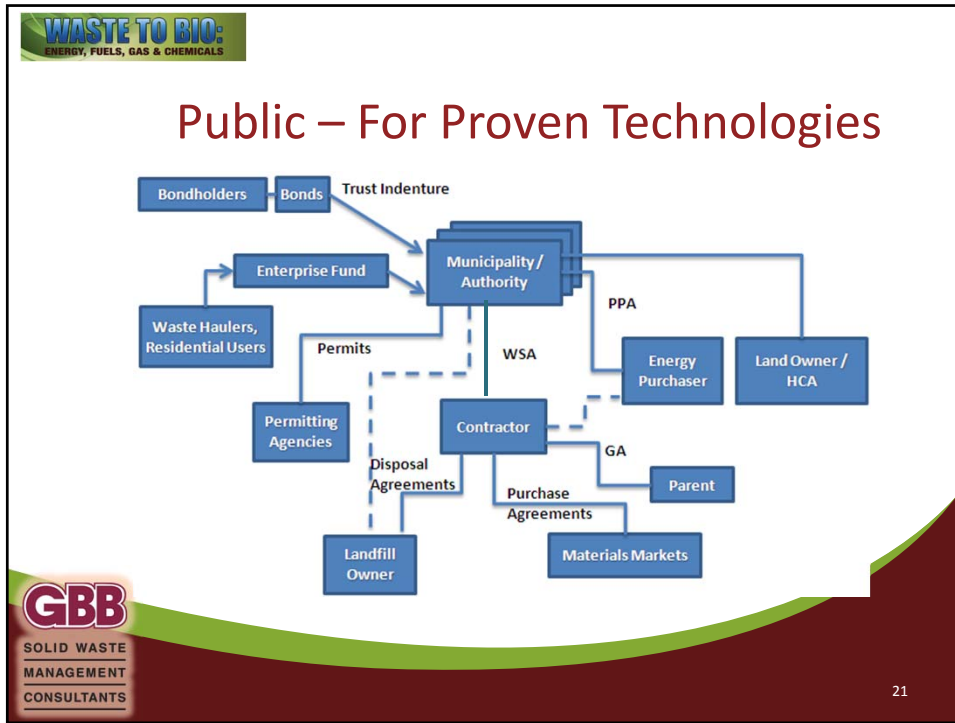 WASTE TO BIO:
ENERGY, FUELS, GAS & CHEMICALS
Public – For Proven Technologies
Bondholders
Bonds
Trust Indenture
Enterprise Fund
Municipality /
Authority
Waste Haulers,
Residential Users
Permits
WSA
PPA
Energy
Purchaser
Land Owner /
HCA
Permitting
Agencies
Contractor
GA
Disposal
Agreements
Purchase
Agreements
Parent
Landfill
Owner
Materials Markets
GBB
SOLID WASTE
MANAGEMENT
CONSULTANTS
21